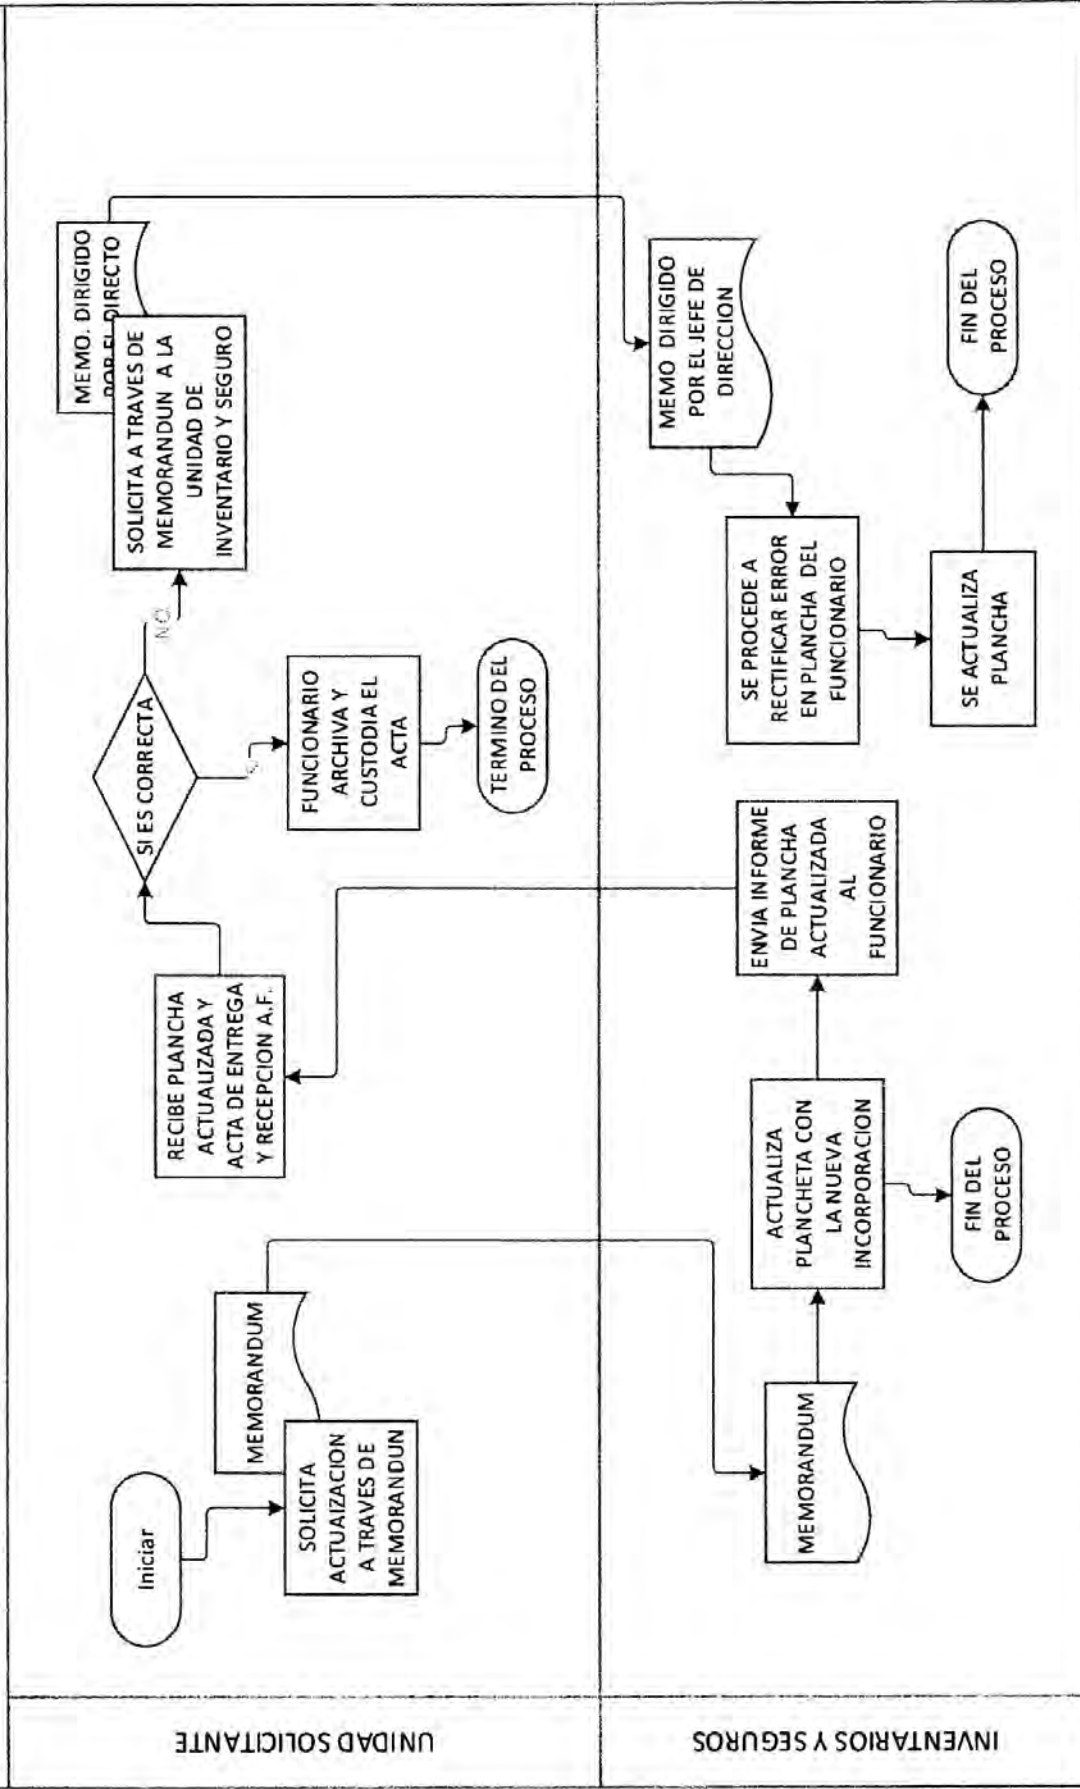 UNIDAD SOLICITANTE
Iniciar
SOLICITA
ACTUAIZACION
A TRAVES DE
MEMORANDUN
MEMORANDUM
RECIBE PLANCHA
ACTUALIZADA Y
ACTA DE ENTREGA
Y RECEPCION A.F.
SI ES CORRECTA
NO
FUNCIONARIO
ARCHIVA Y
CUSTODIA EL
ACTA
TERMINO DEL
PROCESO
SOLICITA A TRAVES DE
MEMORANDUN A LA
UNIDAD DE
INVENTARIO Y SEGURO
MEMO. DIRIGIDO
POR EL DIRECTO
INVENTARIOS Y SEGUROS
MEMORANDUM
ACTUALIZA
PLANCHETA CON
LA NUEVA
INCORPORACION
FIN DEL
PROCESO
ENVIA INFORME
DE PLANCHA
ACTUALIZADA
AL
FUNCIONARIO
MEMO DIRIGIDO
POR EL JEFE DE
DIRECCION
SE PROCEDE A
RECTIFICAR ERROR
EN PLANCHA DEL
FUNCIONARIO
SE ACTUALIZA
PLANCHA
FIN DEL
PROCESO